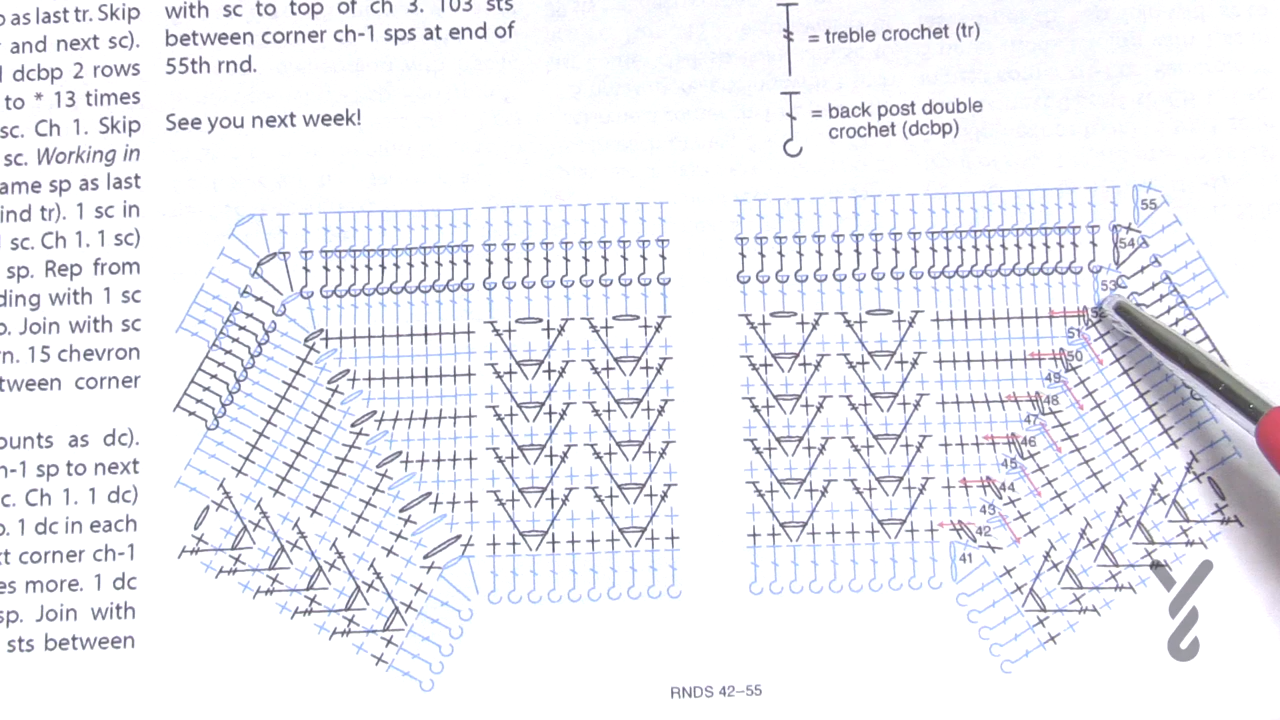 as last tr. Skip
and next sc).
dcbp 2 rows
to * 13 times
sc. Ch 1. Skip
sc. Working in
ame sp as last
ind tr). 1 sc in
sc. Ch 1. 1 sc)
sp. Rep from
ding with 1 sc
Join with sc
n. 15 chevron
tween corner
ounts as dc).
n-1 sp to next
c. Ch 1. 1 dc)
1 dc in each
xt corner ch-1
es more. 1 dc
sp. Join with
sts between
with sc to top of ch 3. 103 sts
between corner ch-1 sps at end of
55th rnd.
See you next week!
= treble crochet (tr)
= back post double
crochet (dcbp)
55
54
53
51
50
49
48
47
46
45
44
43
42
41
RNDS 42–55